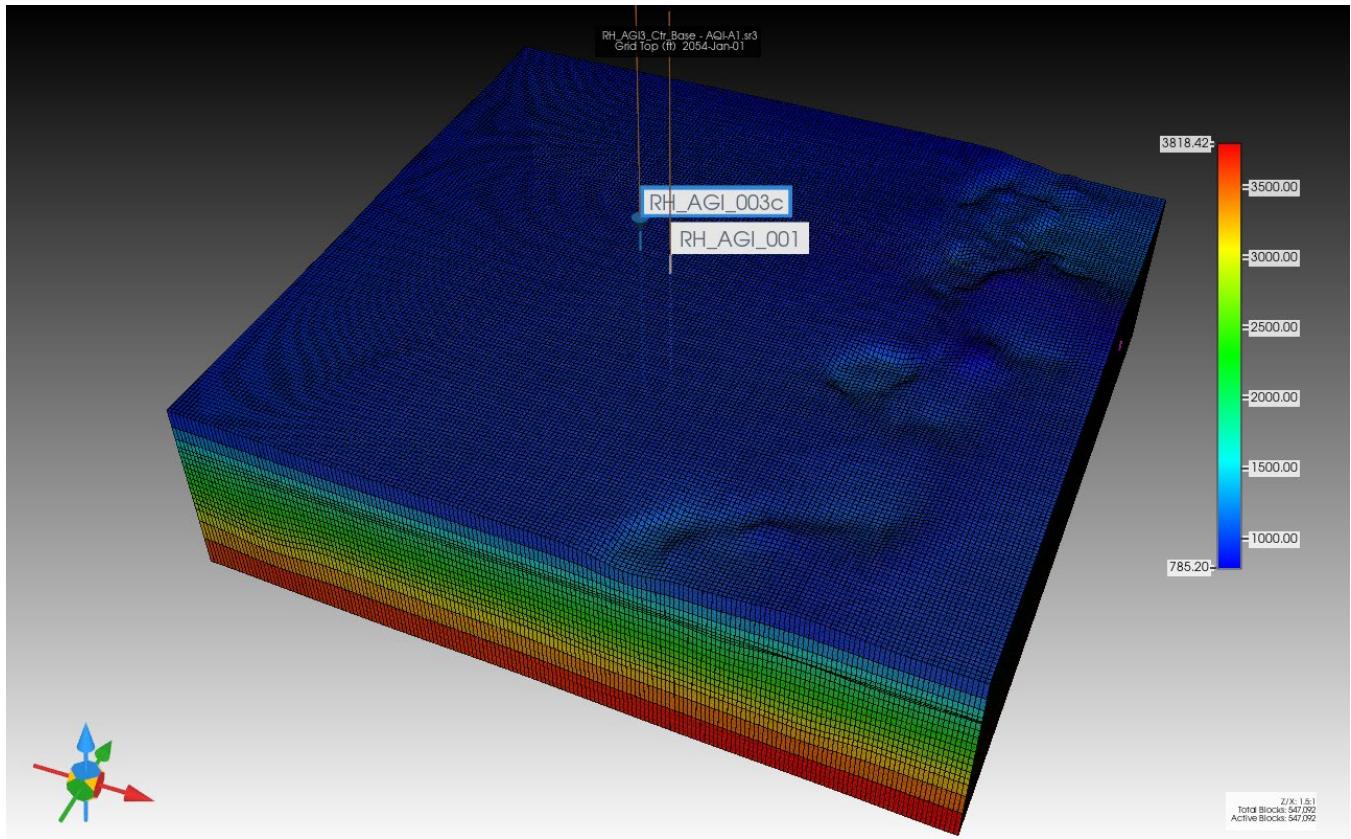 RH_AGI3_Ctr_Base - AQI-A1.sr3
Grid Top (ft) 2054-Jan-01
RH_AGI_003c
RH_AGI_001
3818.42
3500.00
3000.00
2500.00
2000.00
1500.00
1000.00
785.20
Z/X: 1.5:1
Total Blocks: 547,092
Active Blocks: 547,092